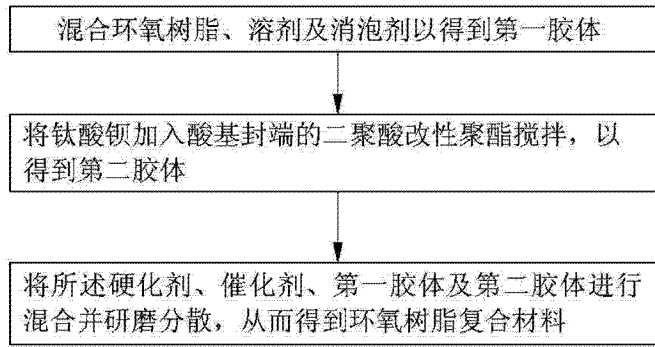 混合环氧树脂、溶剂及消泡剂以得到第一胶体
将钛酸钡加入酸基封端的二聚酸改性聚酯搅拌，以
得到第二胶体
将所述硬化剂、催化剂、第一胶体及第二胶体进行
混合并研磨分散，从而得到环氧树脂复合材料